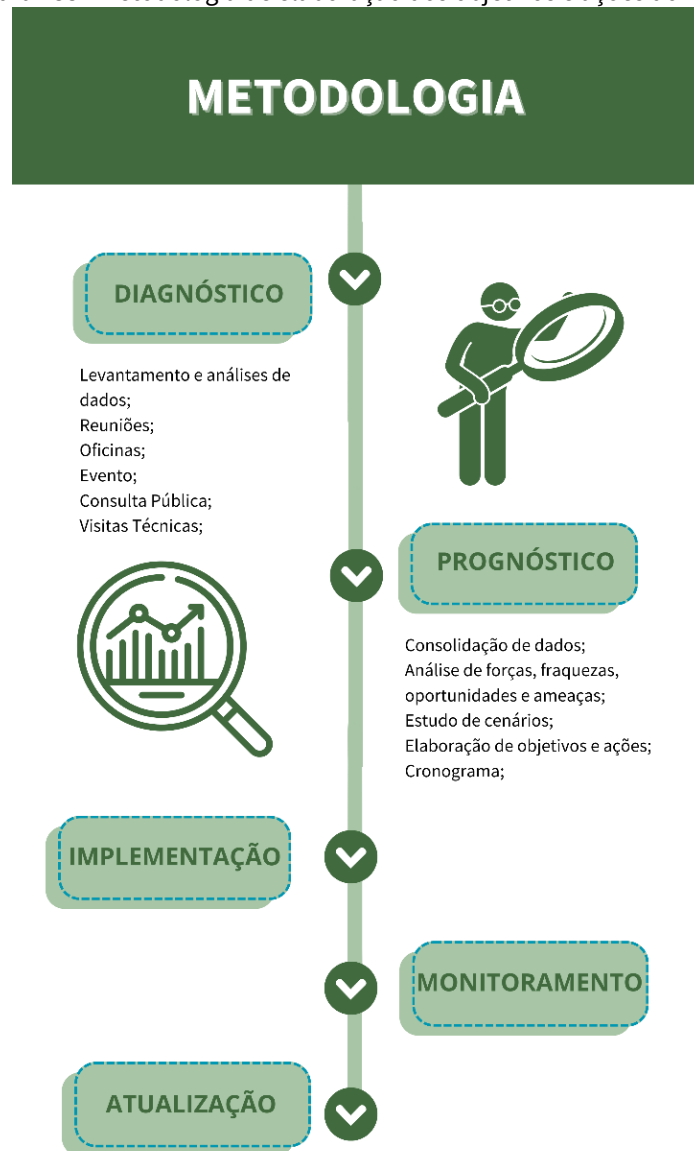 METODOLOGIA
DIAGNÓSTICO
Levantamento e análises de
dados;
Reuniões;
Oficinas;
Evento;
Consulta Pública;
Visitas Técnicas;
PROGNÓSTICO
Consolidação de dados;
Análise de forças, fraquezas,
oportunidades e ameaças;
Estudo de cenários;
Elaboração de objetivos e ações;
Cronograma;
IMPLEMENTAÇÃO
MONITORAMENTO
ATUALIZAÇÃO